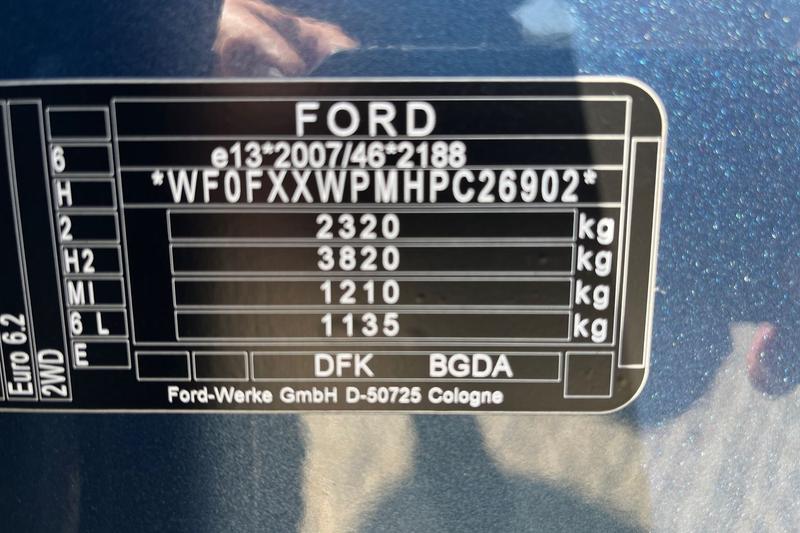 FORD
6 e13*2007/46*2188
H *WF0FXXWPMHPC26902*
2 2320 kg
H2 3820 kg
MI 1210 kg
6 L 1135 kg
E DFK BGDA
Ford-Werke GmbH D-50725 Cologne
Euro 6.2
2WD